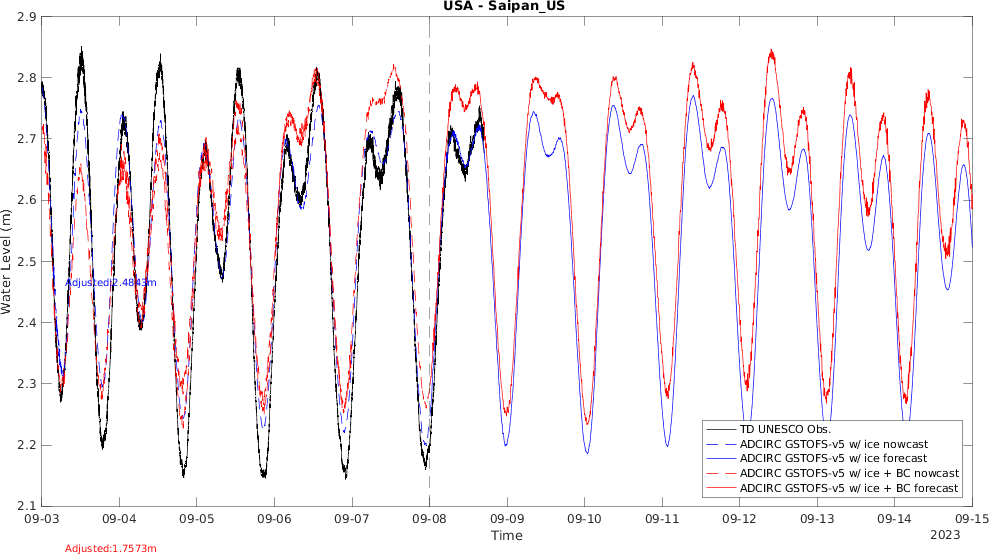 USA - Saipan_US
2.9
2.8
2.7
2.6
2.5
2.4
2.3
2.2
2.1
Water Level (m)
Adjusted:2.4843m
TD UNESCO Obs.
ADCIRC GSTOFS-v5 w/ ice nowcast
ADCIRC GSTOFS-v5 w/ ice forecast
ADCIRC GSTOFS-v5 w/ ice + BC nowcast
ADCIRC GSTOFS-v5 w/ ice + BC forecast
09-03 09-04 09-05 09-06 09-07 09-08 09-09 09-10 09-11 09-12 09-13 09-14 09-15
Time
2023
Adjusted:1.7573m